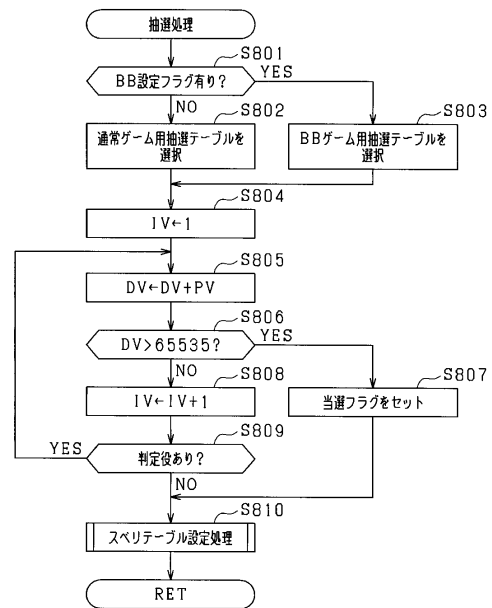 抽選処理
S801
BB設定フラグ有り?
YES
NO
S802
S803
通常ゲーム用抽選テーブルを
選択
BBゲーム用抽選テーブルを
選択
S804
IV←1
S805
DV←DV+PV
S806
DV>65535?
YES
NO
S808
S807
IV←IV+1
当選フラグをセット
S809
YES
判定役あり?
NO
S810
スベリテーブル設定処理
RET